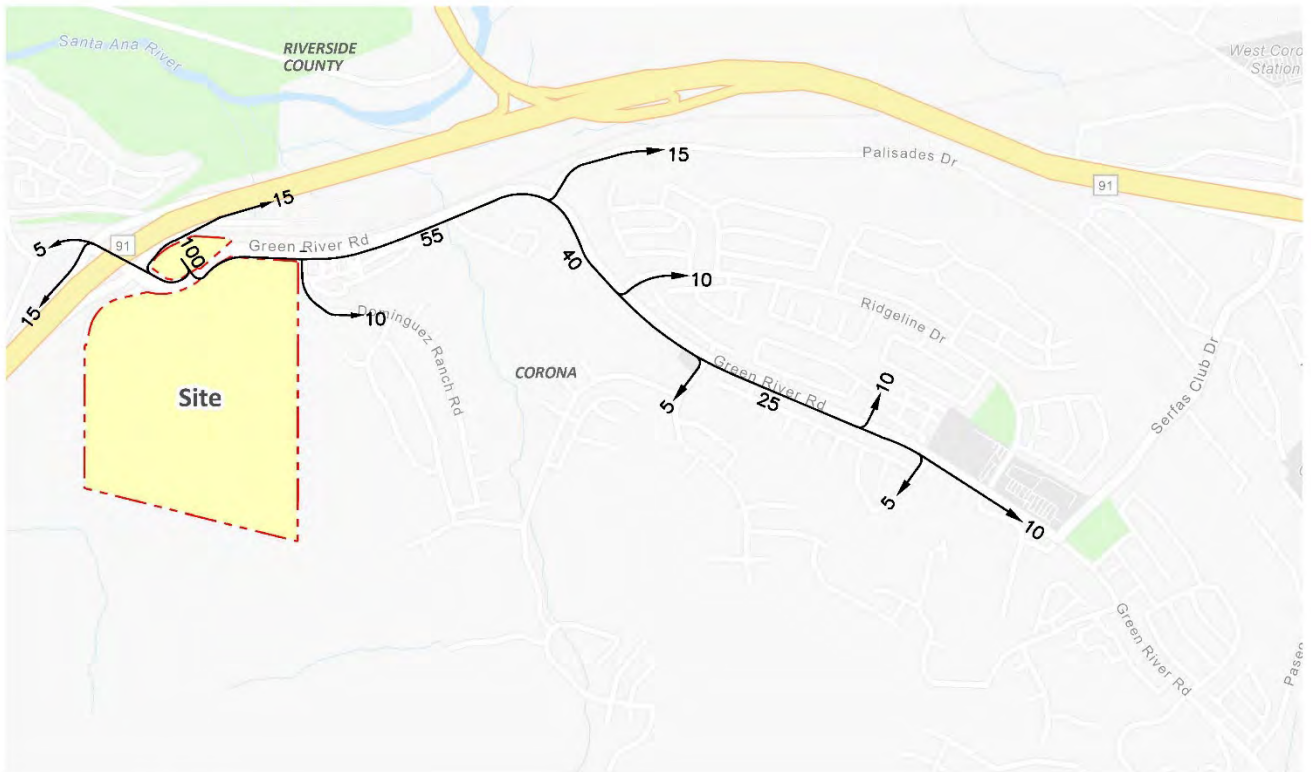 Santa Ana River
RIVERSIDE
COUNTY
West Coro
Station
Palisades Dr
15
91
15
91
5
100
Green River Rd
55
40
15
10
10
Dominguez Ranch Rd
Ridgeline Dr
CORONA
Site
Green River Rd
25
10
5
5
10
Serfas Club Dr
Green River Rd
Paseo